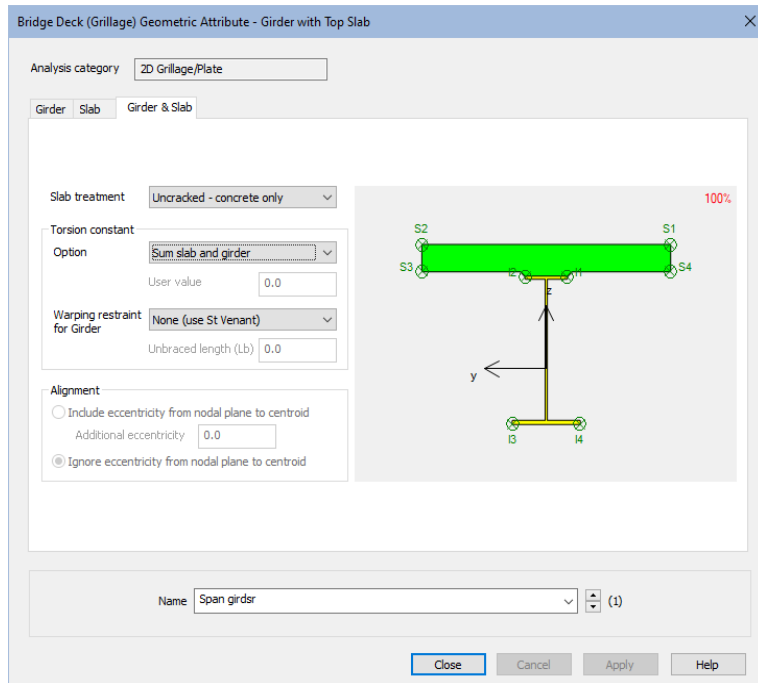 Bridge Deck (Grillage) Geometric Attribute - Girder with Top Slab
Analysis category 2D Grillage/Plate
Girder Slab Girder & Slab
Slab treatment Uncracked - concrete only
100%
Torsion constant
Option Sum slab and girder
User value 0.0
Warping restraint for Girder None (use St Venant)
Unbraced length (Lb) 0.0
Alignment
Include eccentricity from nodal plane to centroid
Additional eccentricity 0.0
Ignore eccentricity from nodal plane to centroid
S2 S1
S3 I2 I1 S4
z
y
I3 I4
Name Span girdsr (1)
Close Cancel Apply Help